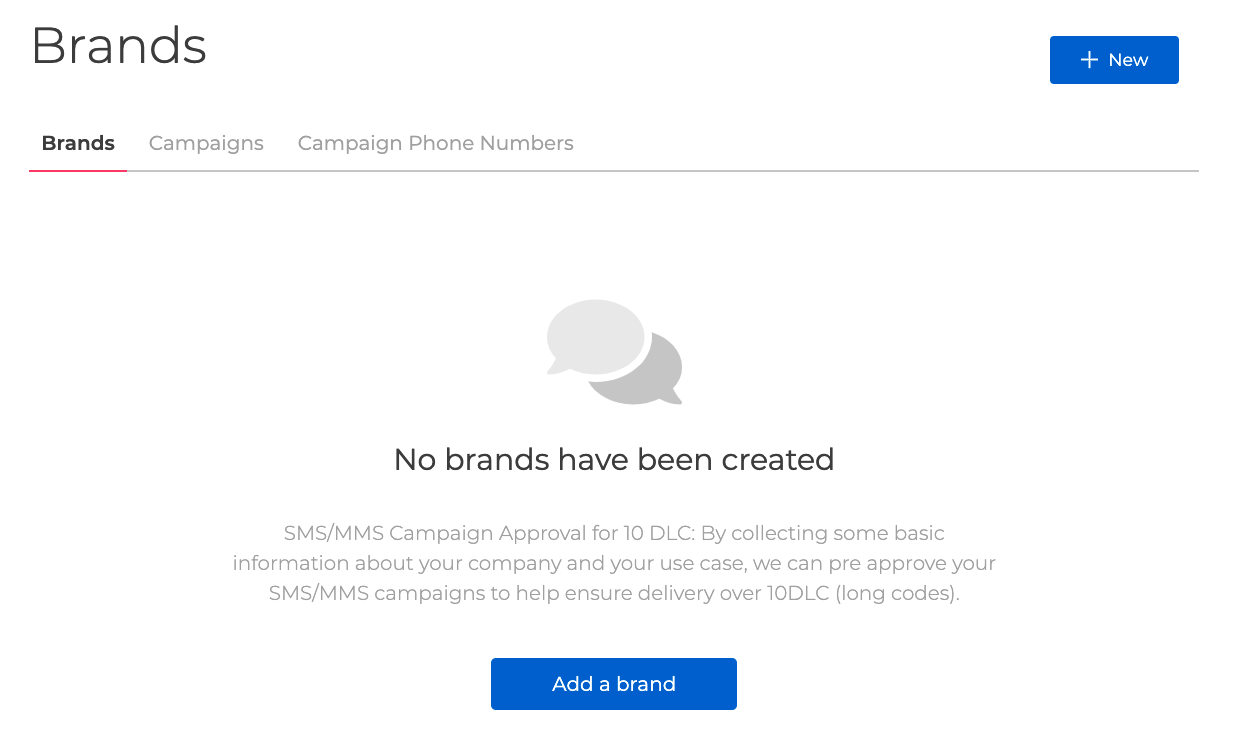 Brands
+ New
Brands Campaigns Campaign Phone Numbers
No brands have been created
SMS/MMS Campaign Approval for 10 DLC: By collecting some basic
information about your company and your use case, we can pre approve your
SMS/MMS campaigns to help ensure delivery over 10DLC (long codes).
Add a brand